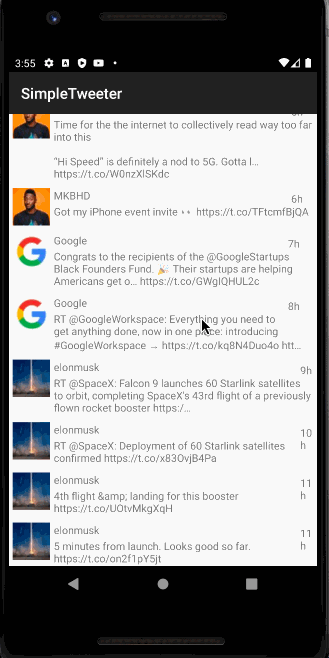 3:55
SimpleTweeter
Time for the the internet to collectively read way too far
into this
“Hi Speed” is definitely a nod to 5G. Gotta l…
https://t.co/W0nzXlSKdc
MKBHD
6h
Got my iPhone event invite 👀 https://t.co/TFtcmfBjQA
Google
7h
Congrats to the recipients of the @GoogleStartups
Black Founders Fund. 🎉 Their startups are helping
Americans get o… https://t.co/GWglQHUL2c
Google
8h
RT @GoogleWorkspace: Everything you need to
get anything done, now in one place: introducing
#GoogleWorkspace → https://t.co/kq8N4Duo4o htt…
elonmusk
9h
RT @SpaceX: Falcon 9 launches 60 Starlink satellites
to orbit, completing SpaceX's 43rd flight of a previously
flown rocket booster https:/…
elonmusk
10
h
RT @SpaceX: Deployment of 60 Starlink satellites
confirmed https://t.co/x83OvjB4Pa
elonmusk
11
h
4th flight &amp; landing for this booster
https://t.co/UOtvMkgXqH
elonmusk
11
h
5 minutes from launch. Looks good so far.
https://t.co/on2f1pY5jt